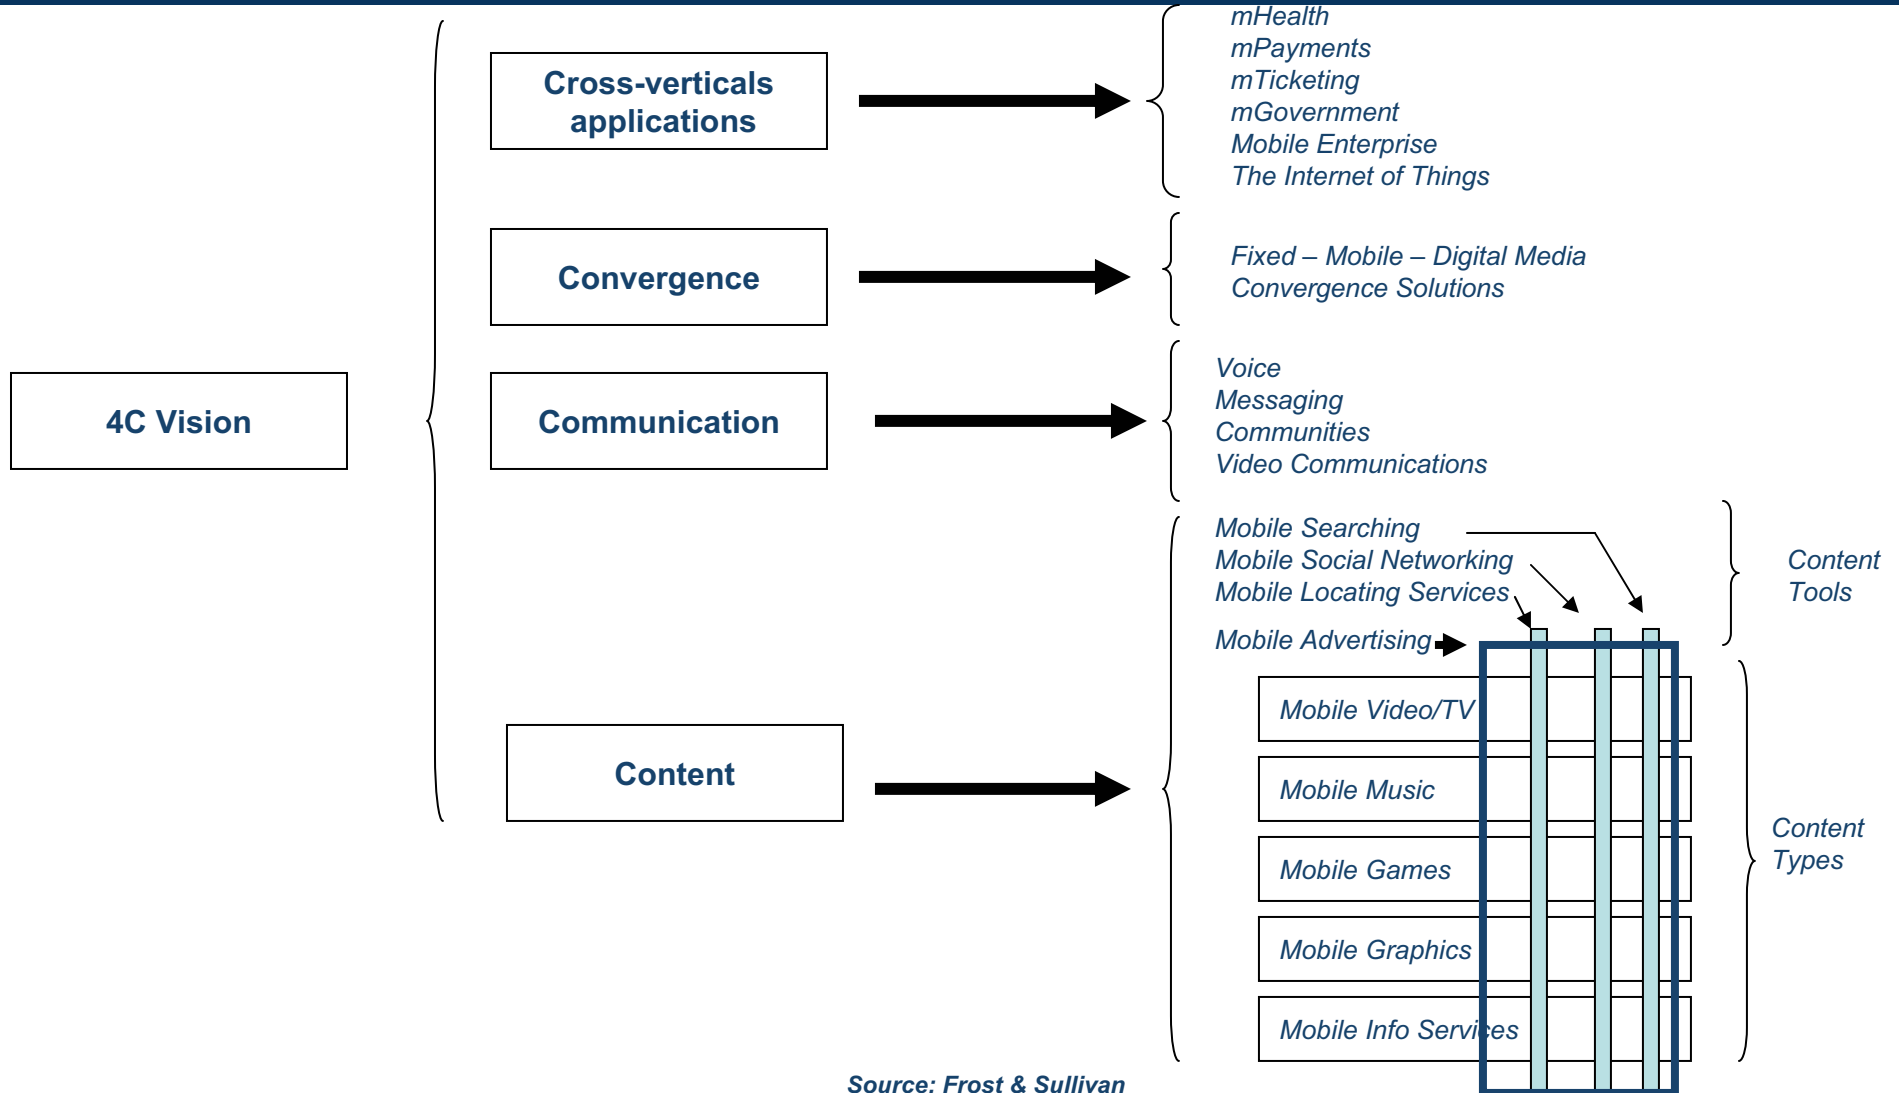 mHealth
mPayments
mTicketing
mGovernment
Mobile Enterprise
The Internet of Things
Cross-verticals
applications
Convergence
Fixed – Mobile – Digital Media
Convergence Solutions
4C Vision
Communication
Voice
Messaging
Communities
Video Communications
Mobile Searching
Mobile Social Networking
Mobile Locating Services
Mobile Advertising
Content
Tools
Content
Mobile Video/TV
Mobile Music
Mobile Games
Mobile Graphics
Mobile Info Services
Content
Types
Source: Frost & Sullivan